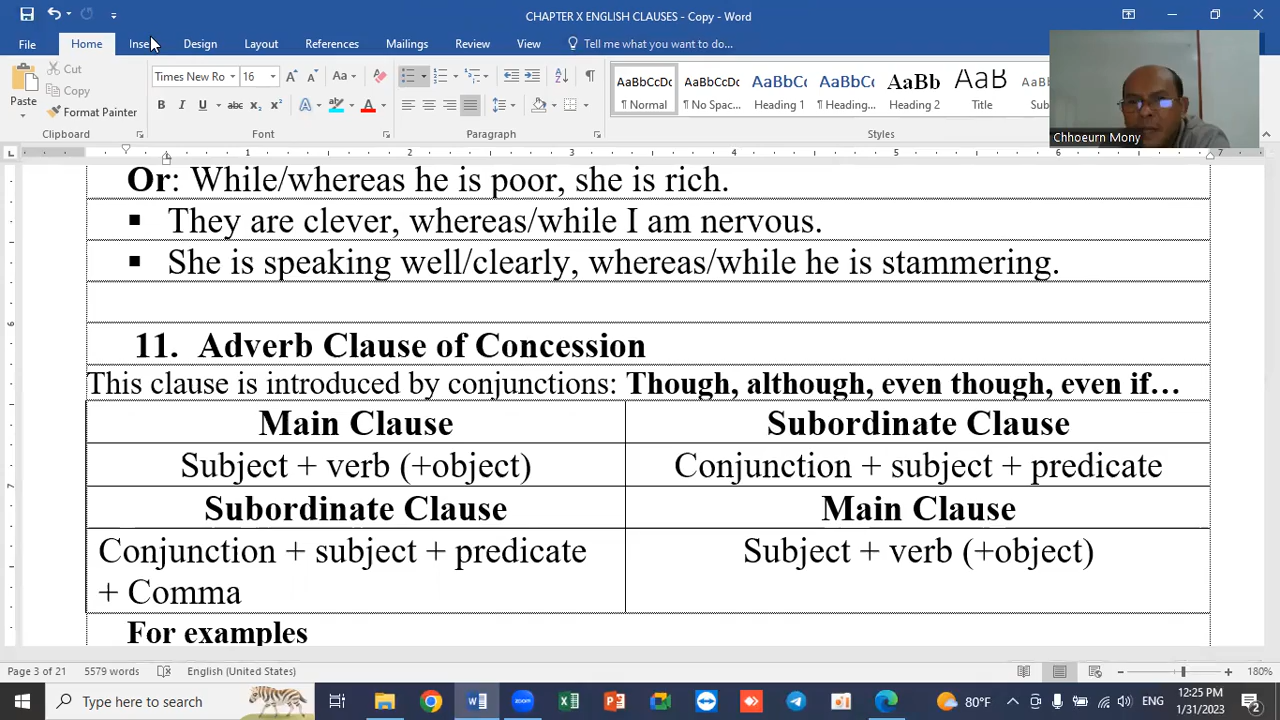 CHAPTER X ENGLISH CLAUSES - Copy - Word
File Home Insert Design Layout References Mailings Review View Tell me what you want to do...
Paste Cut Copy Format Painter
Times New Ro 16
Clipboard Font Paragraph Styles
AaBbCcDc AaBbCcDc AaBbCc AaBbCc AaBb AaB
¶ Normal ¶ No Spac... Heading 1 ¶ Heading... Heading 2 Title
Chhoeurn Mony
Or: While/whereas he is poor, she is rich.
▪ They are clever, whereas/while I am nervous.
▪ She is speaking well/clearly, whereas/while he is stammering.
11. Adverb Clause of Concession
This clause is introduced by conjunctions: Though, although, even though, even if…
Main Clause Subordinate Clause
Subject + verb (+object) Conjunction + subject + predicate
Subordinate Clause Main Clause
Conjunction + subject + predicate Subject + verb (+object)
+ Comma
For examples
Page 3 of 21 5579 words English (United States) 180%
Type here to search 80°F ENG 12:25 PM
1/31/2023